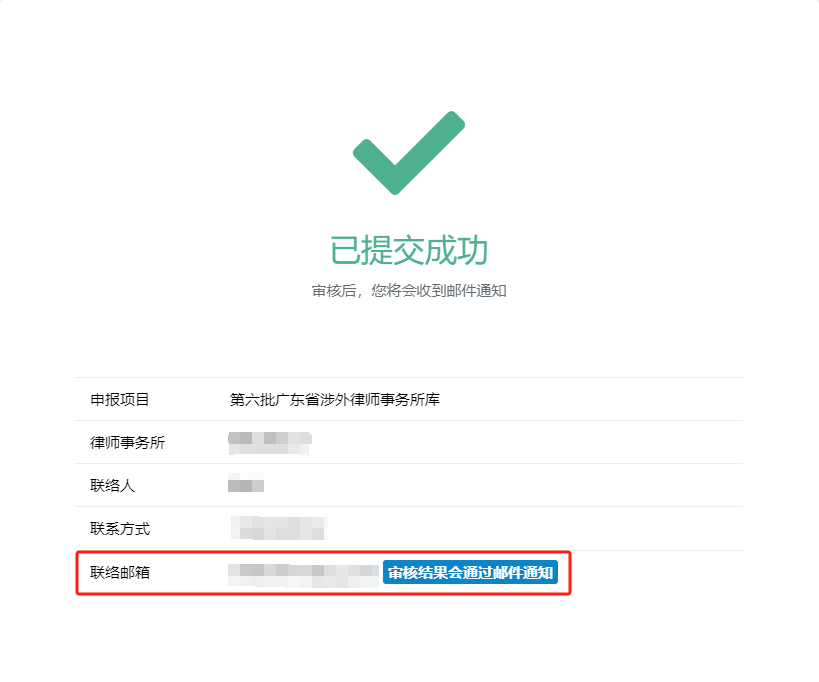 已提交成功
审核后，您将会收到邮件通知
申报项目 第六批广东省涉外律师事务所库
律师事务所
联络人
联系方式
联络邮箱 审核结果会通过邮件通知